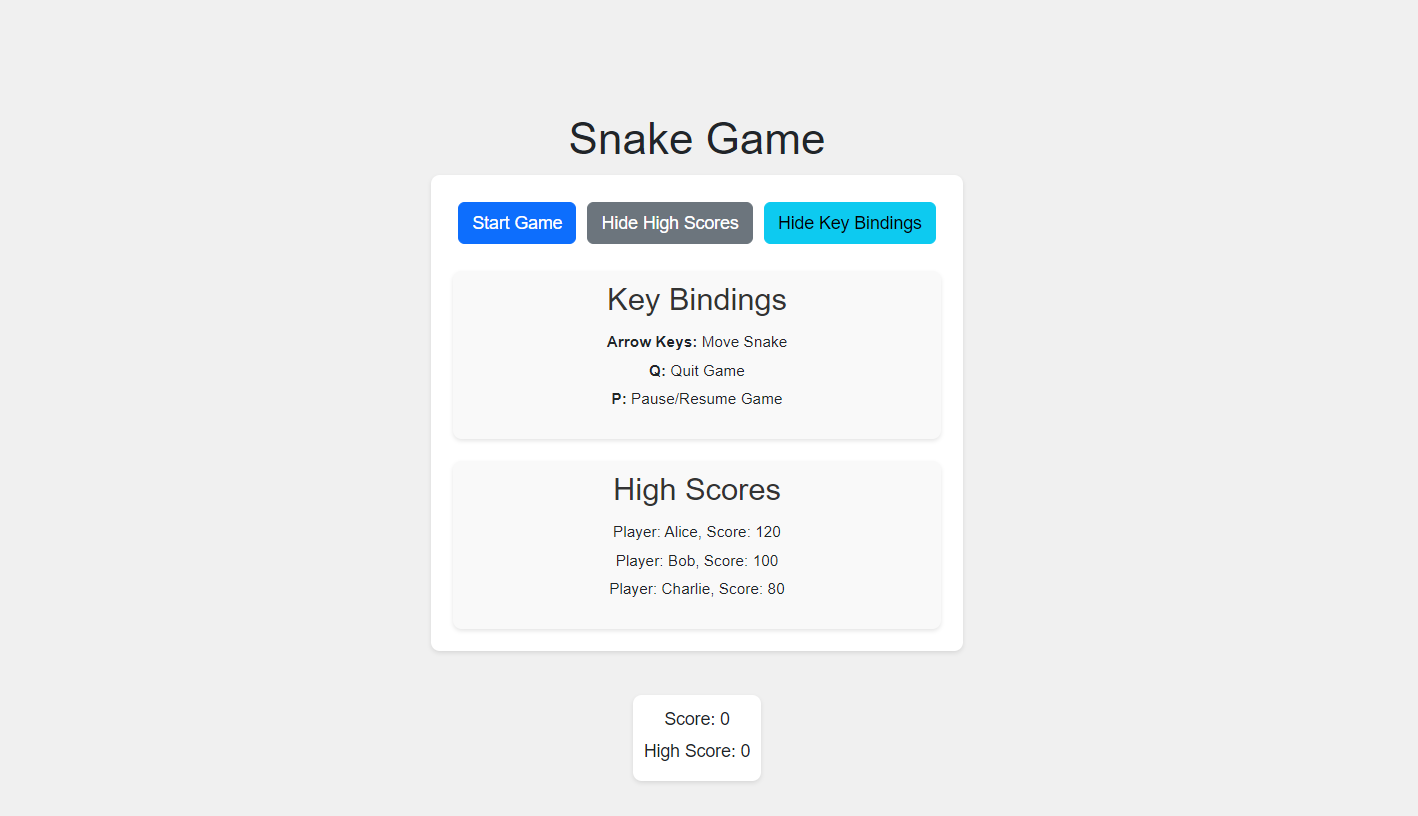 Snake Game
Start Game
Hide High Scores
Hide Key Bindings
Key Bindings
Arrow Keys: Move Snake
Q: Quit Game
P: Pause/Resume Game
High Scores
Player: Alice, Score: 120
Player: Bob, Score: 100
Player: Charlie, Score: 80
Score: 0
High Score: 0